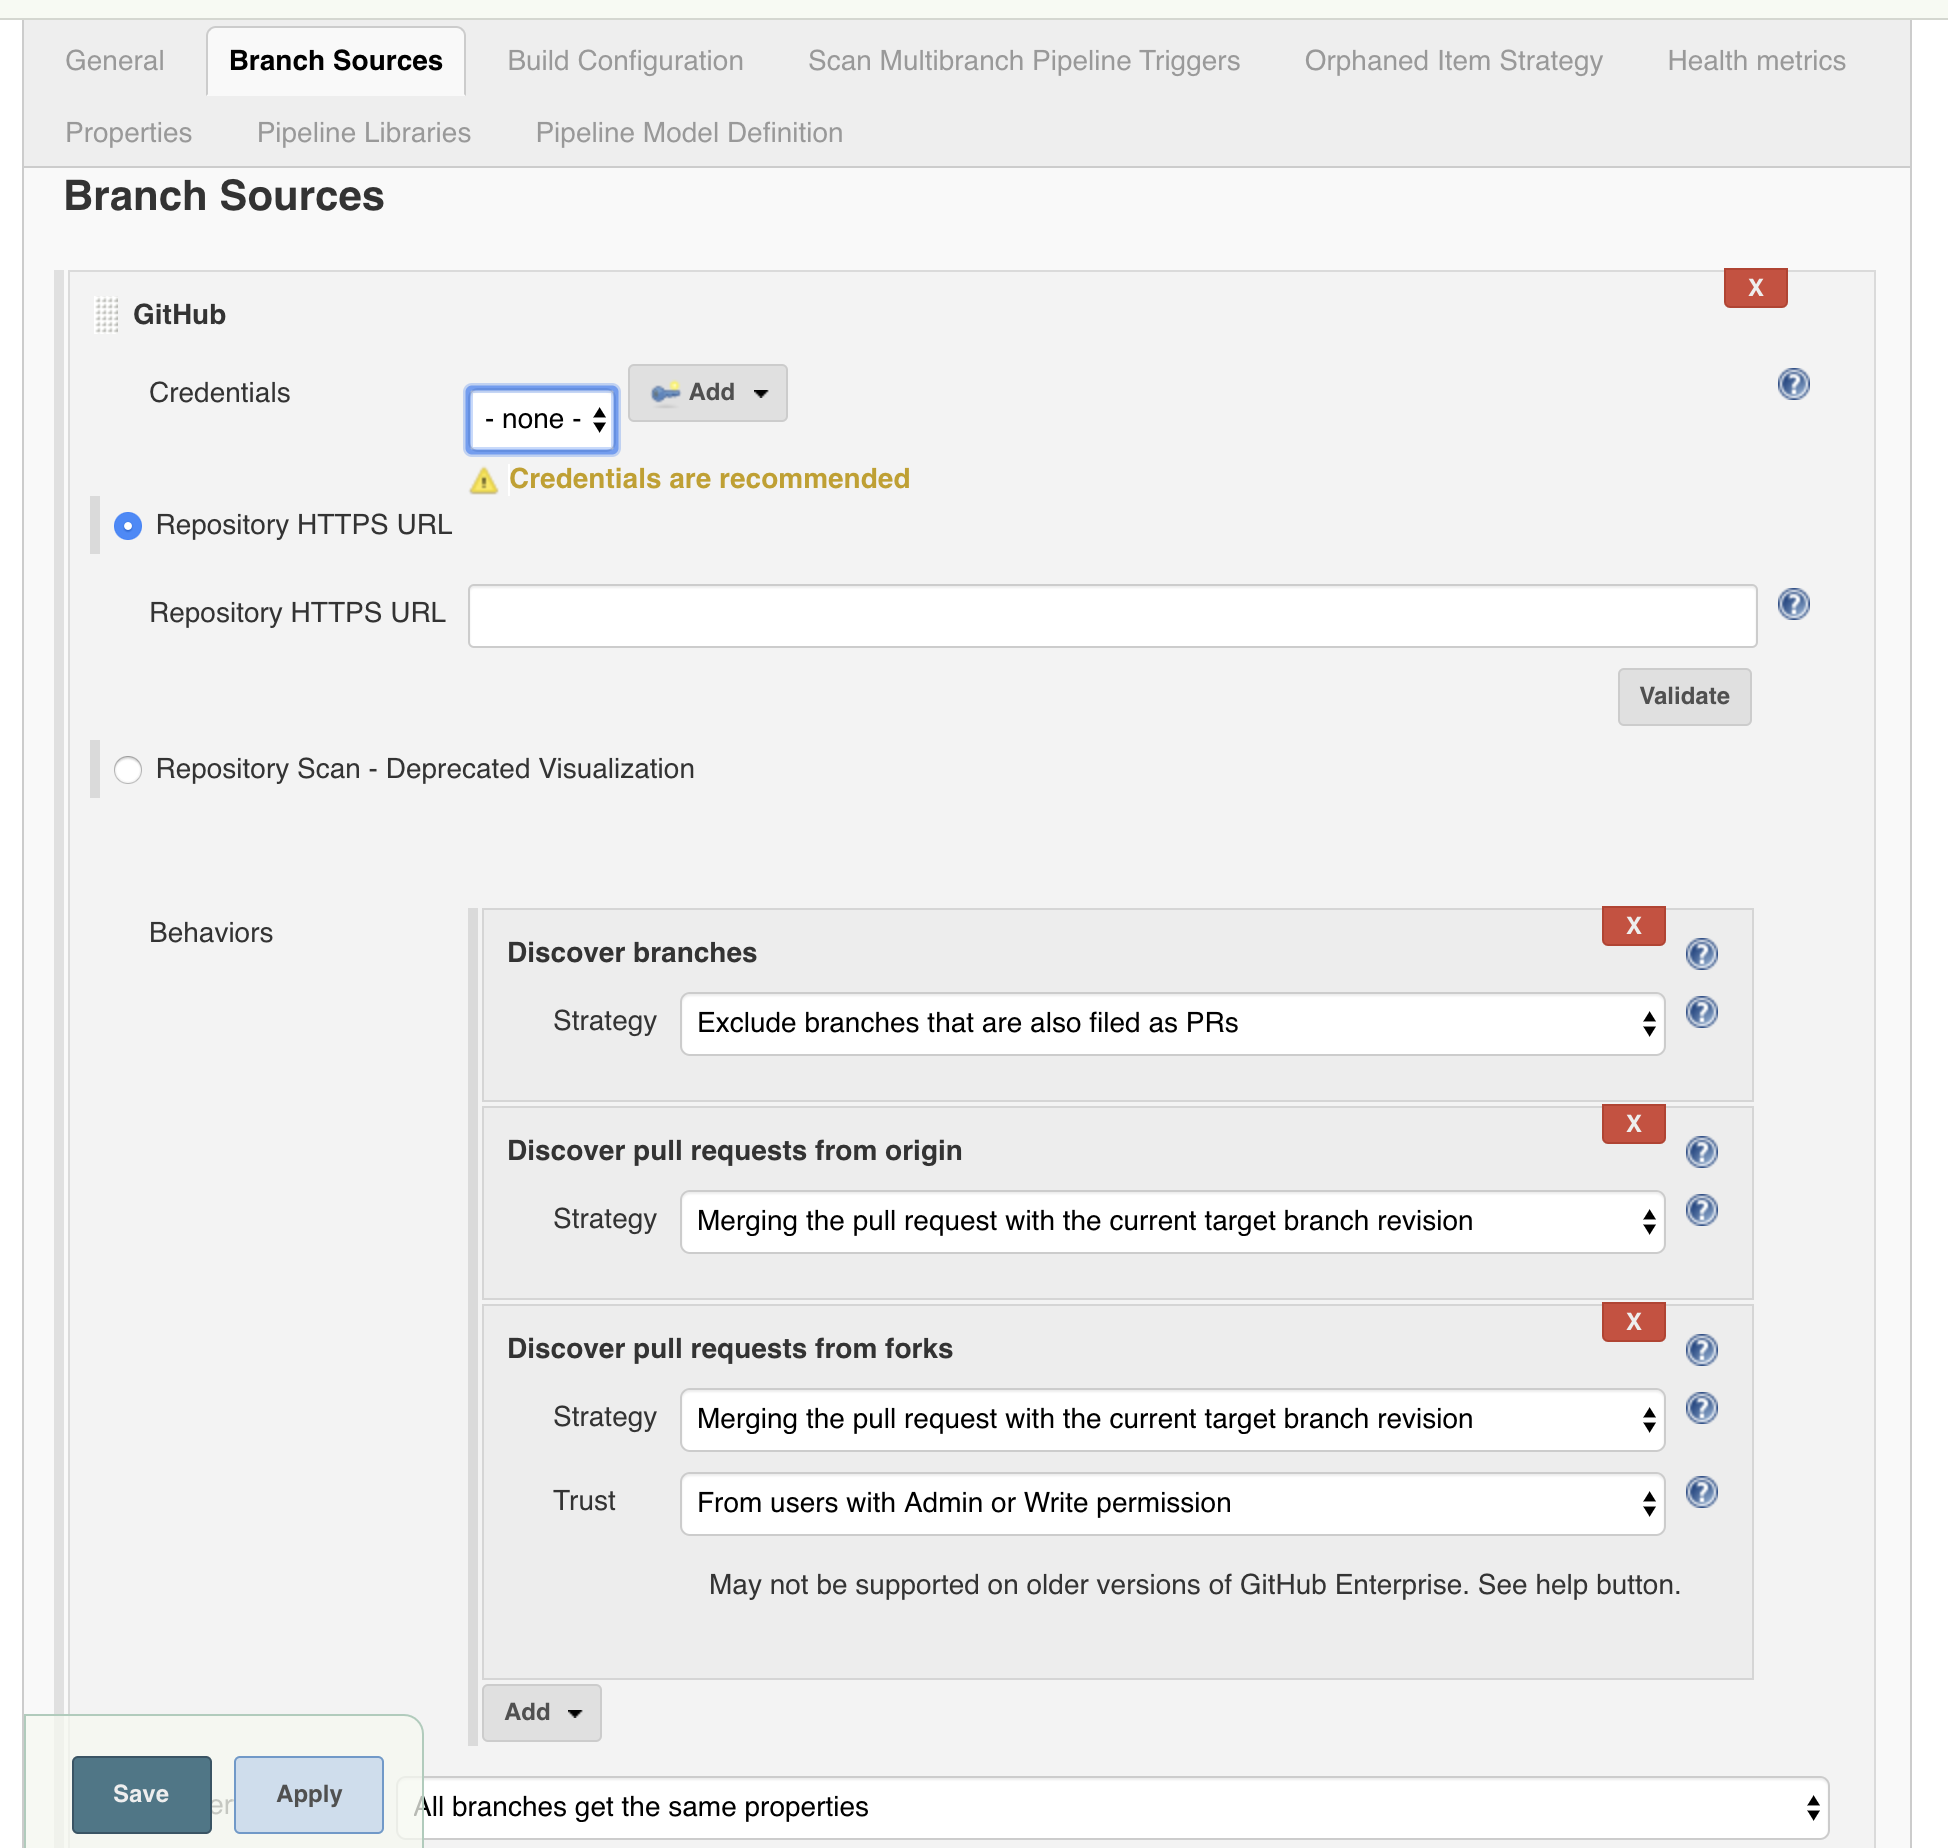 General Branch Sources Build Configuration Scan Multibranch Pipeline Triggers Orphaned Item Strategy Health metrics
Properties Pipeline Libraries Pipeline Model Definition
Branch Sources
X
GitHub
Credentials
- none -
Add
Credentials are recommended
Repository HTTPS URL
Repository HTTPS URL
Validate
Repository Scan - Deprecated Visualization
Behaviors
X
Discover branches
Strategy Exclude branches that are also filed as PRs
X
Discover pull requests from origin
Strategy Merging the pull request with the current target branch revision
X
Discover pull requests from forks
Strategy Merging the pull request with the current target branch revision
Trust From users with Admin or Write permission
May not be supported on older versions of GitHub Enterprise. See help button.
Add
Save Apply All branches get the same properties